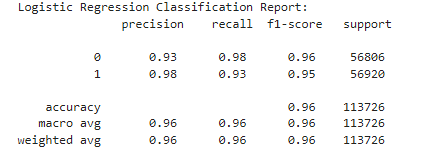 Logistic Regression Classification Report:
              precision    recall  f1-score   support

           0       0.93      0.98      0.96     56806
           1       0.98      0.93      0.95     56920

    accuracy                           0.96    113726
   macro avg       0.96      0.96      0.96    113726
weighted avg       0.96      0.96      0.96    113726